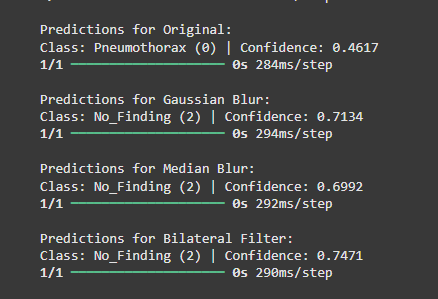 Predictions for Original:
Class: Pneumothorax (0) | Confidence: 0.4617
1/1 ━━━━━━━━━━━━━━━━━━━━ 0s 284ms/step
Predictions for Gaussian Blur:
Class: No_Finding (2) | Confidence: 0.7134
1/1 ━━━━━━━━━━━━━━━━━━━━ 0s 294ms/step
Predictions for Median Blur:
Class: No_Finding (2) | Confidence: 0.6992
1/1 ━━━━━━━━━━━━━━━━━━━━ 0s 292ms/step
Predictions for Bilateral Filter:
Class: No_Finding (2) | Confidence: 0.7471
1/1 ━━━━━━━━━━━━━━━━━━━━ 0s 290ms/step